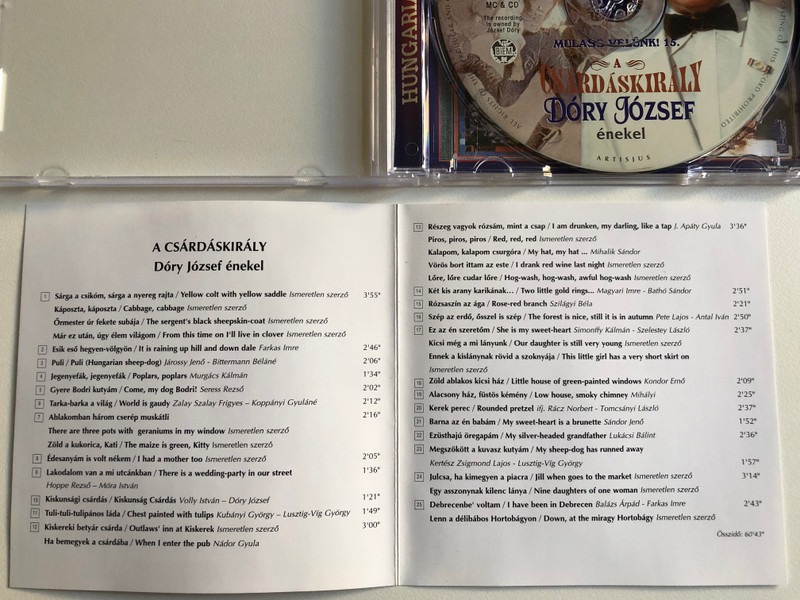 HUNGARIA
MC & CD
The recording
is owned by
József Dóry
BIEM
MULASS VELÜNK! 15.
A
CSÁRDÁSKIRÁLY
DÓRY JÓZSEF
énekel
ARTISJUS
A CSÁRDÁSKIRÁLY
Dóry József énekel
1 Sárga a csikóm, sárga a nyereg rajta / Yellow colt with yellow saddle Ismeretlen szerző 3'55"
Káposzta, káposzta / Cabbage, cabbage Ismeretlen szerző
Őrmester úr fekete subája / The sergent's black sheepskin-coat Ismeretlen szerző
Már ez után, úgy élem világom / From this time on I'll live in clover Ismeretlen szerző
2 Esik eső hegyen-völgyön / It is raining up hill and down dale Farkas Imre 2'46"
3 Puli / Puli (Hungarian sheep-dog) Járossy Jenő - Bittermann Béláné 2'06"
4 Jegenyefák, jegenyefák / Poplars, poplars Murgács Kálmán 1'34"
5 Gyere Bodri kutyám / Come, my dog Bodri! Seress Rezső 2'02"
6 Tarka-barka a világ / World is gaudy Zalay Szalay Frigyes – Koppányi Gyuláné 2'12"
7 Ablakomban három cserép muskátli 2'16"
There are three pots with geraniums in my window Ismeretlen szerző
Zöld a kukorica, Kati / The maize is green, Kitty Ismeretlen szerző
8 Édesanyám is volt nékem / I had a mother too Ismeretlen szerző 2'05"
9 Lakodalom van a mi utcánkban / There is a wedding-party in our street 1'36"
Hoppe Rezső – Móra István
10 Kiskunsági csárdás / Kiskunság Csárdás Volly István – Dóry József 1'21"
11 Tuli-tuli-tulipános láda / Chest painted with tulips Kubányi György – Lusztig-Víg György 1'49"
12 Kiskereki betyár csárda / Outlaws' inn at Kiskerek Ismeretlen szerző 3'00"
Ha bemegyek a csárdába / When I enter the pub Nádor Gyula
13 Részeg vagyok rózsám, mint a csap / I am drunken, my darling, like a tap J. Apáty Gyula 3'36"
Piros, piros, piros / Red, red, red Ismeretlen szerző
Kalapom, kalapom csurgóra / My hat, my hat ... Mihalik Sándor
Vörös bort ittam az este / I drank red wine last night Ismeretlen szerző
Lőre, lőre cudar lőre / Hog-wash, hog-wash, awful hog-wash Ismeretlen szerző
14 Két kis arany karikának... / Two little gold rings... Magyari Imre - Bathó Sándor 2'51"
15 Rózsaszín az ága / Rose-red branch Szilágyi Béla 2'21"
16 Szép az erdő, ősszel is szép / The forest is nice, still it is in autumn Pete Lajos - Antal Iván 2'50"
17 Ez az én szeretőm / She is my sweet-heart Simonffy Kálmán - Szelestey László 2'37"
Kicsi még a mi lányunk / Our daughter is still very young Ismeretlen szerző
Ennek a kislánynak rövid a szoknyája / This little girl has a very short skirt on
Ismeretlen szerző
18 Zöld ablakos kicsi ház / Little house of green-painted windows Kondor Ernő 2'09"
19 Alacsony ház, füstös kémény / Low house, smoky chimney Mihályi 2'25"
20 Kerek perec / Rounded pretzel ifj. Rácz Norbert - Tomcsányi László 2'37"
21 Barna az én babám / My sweet-heart is a brunette Sándor Jenő 1'52"
22 Ezüsthajú öregapám / My silver-headed grandfather Lukácsi Bálint 2'36"
23 Megszökött a kuvasz kutyám / My sheep-dog has runned away
Kertész Zsigmond Lajos - Lusztig-Víg György 1'57"
24 Julcsa, ha kimegyen a piacra / Jill when goes to the market Ismeretlen szerző 3'14"
Egy asszonynak kilenc lánya / Nine daughters of one woman Ismeretlen szerző
25 Debrecenbe' voltam / I have been in Debrecen Balázs Árpád - Farkas Imre 2'43"
Lenn a délibábos Hortobágyon / Down, at the miragy Hortobágy Ismeretlen szerző
Összidő: 60'43"